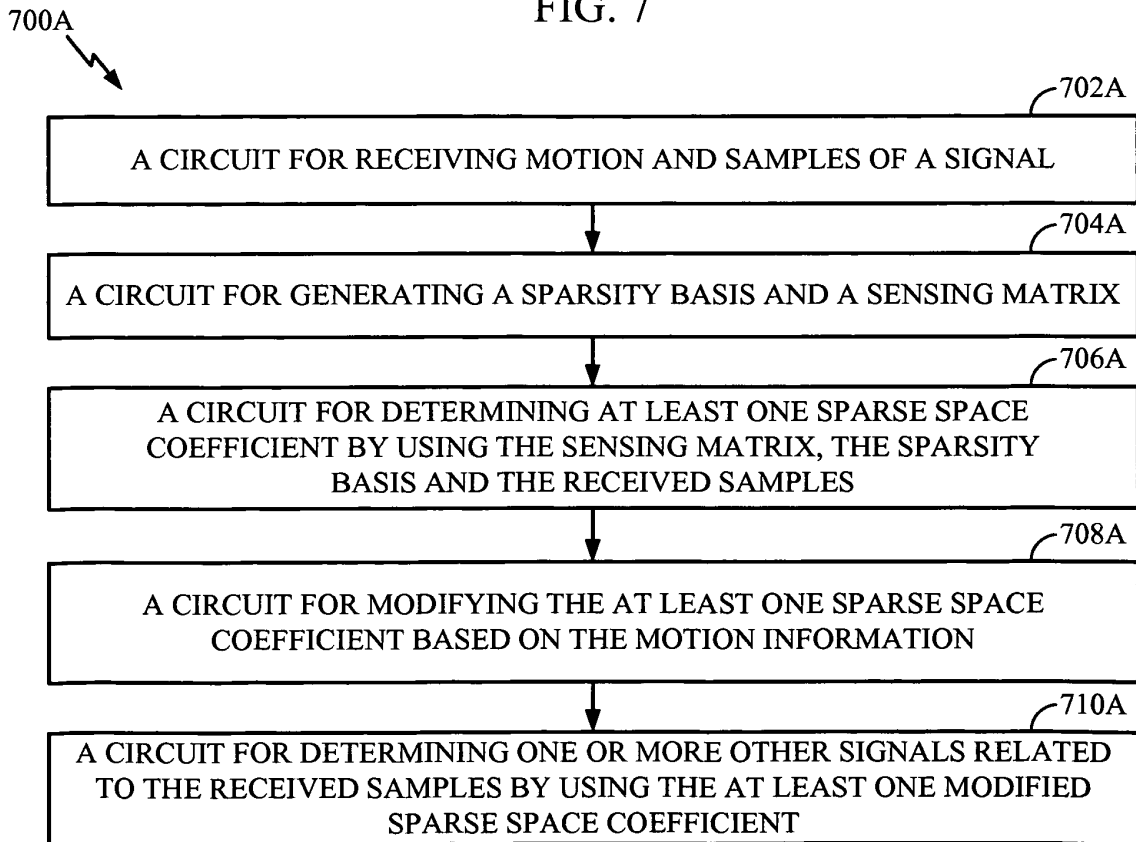 FIG. 7
700A
702A
A CIRCUIT FOR RECEIVING MOTION AND SAMPLES OF A SIGNAL
704A
A CIRCUIT FOR GENERATING A SPARSITY BASIS AND A SENSING MATRIX
706A
A CIRCUIT FOR DETERMINING AT LEAST ONE SPARSE SPACE
COEFFICIENT BY USING THE SENSING MATRIX, THE SPARSITY
BASIS AND THE RECEIVED SAMPLES
708A
A CIRCUIT FOR MODIFYING THE AT LEAST ONE SPARSE SPACE
COEFFICIENT BASED ON THE MOTION INFORMATION
710A
A CIRCUIT FOR DETERMINING ONE OR MORE OTHER SIGNALS RELATED
TO THE RECEIVED SAMPLES BY USING THE AT LEAST ONE MODIFIED
SPARSE SPACE COEFFICIENT